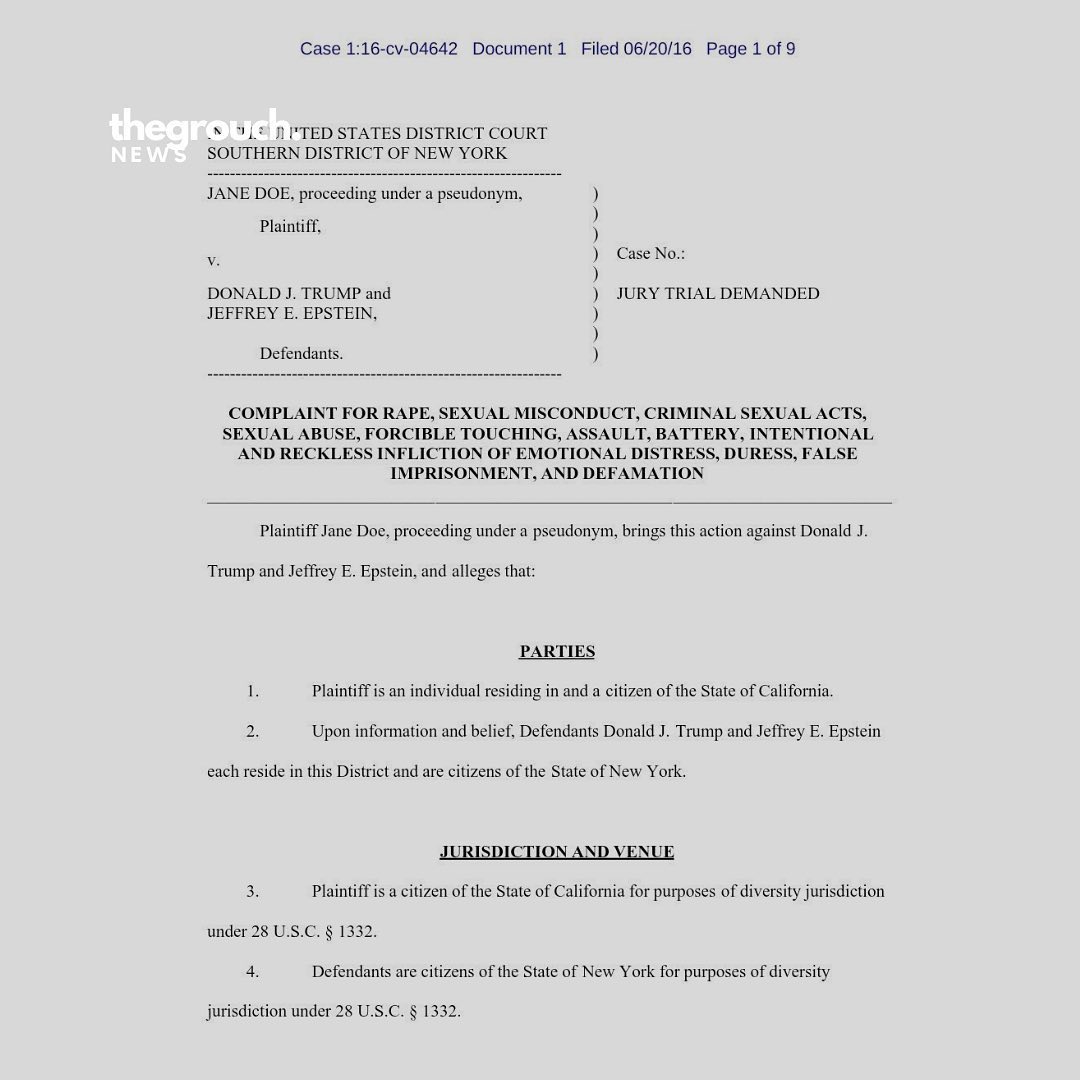 Case 1:16-cv-04642 Document 1 Filed 06/20/16 Page 1 of 9
thegrouch.
NEWS
IN THE UNITED STATES DISTRICT COURT
SOUTHERN DISTRICT OF NEW YORK
JANE DOE, proceeding under a pseudonym, )
)
Plaintiff, )
v. ) Case No.:
)
DONALD J. TRUMP and ) JURY TRIAL DEMANDED
JEFFREY E. EPSTEIN, )
)
Defendants. )
COMPLAINT FOR RAPE, SEXUAL MISCONDUCT, CRIMINAL SEXUAL ACTS,
SEXUAL ABUSE, FORCIBLE TOUCHING, ASSAULT, BATTERY, INTENTIONAL
AND RECKLESS INFLICTION OF EMOTIONAL DISTRESS, DURESS, FALSE
IMPRISONMENT, AND DEFAMATION
Plaintiff Jane Doe, proceeding under a pseudonym, brings this action against Donald J.
Trump and Jeffrey E. Epstein, and alleges that:
PARTIES
1. Plaintiff is an individual residing in and a citizen of the State of California.
2. Upon information and belief, Defendants Donald J. Trump and Jeffrey E. Epstein
each reside in this District and are citizens of the State of New York.
JURISDICTION AND VENUE
3. Plaintiff is a citizen of the State of California for purposes of diversity jurisdiction
under 28 U.S.C. § 1332.
4. Defendants are citizens of the State of New York for purposes of diversity
jurisdiction under 28 U.S.C. § 1332.